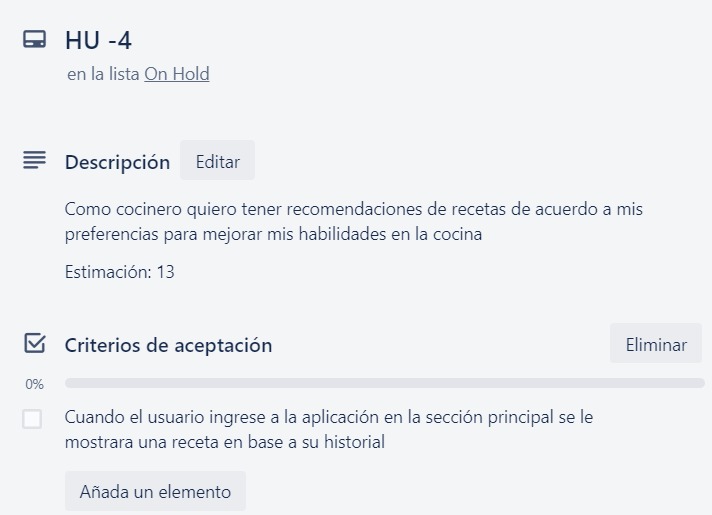 HU -4
en la lista On Hold
Descripción Editar
Como cocinero quiero tener recomendaciones de recetas de acuerdo a mis
preferencias para mejorar mis habilidades en la cocina
Estimación: 13
Criterios de aceptación Eliminar
0%
Cuando el usuario ingrese a la aplicación en la sección principal se le
mostrara una receta en base a su historial
Añada un elemento